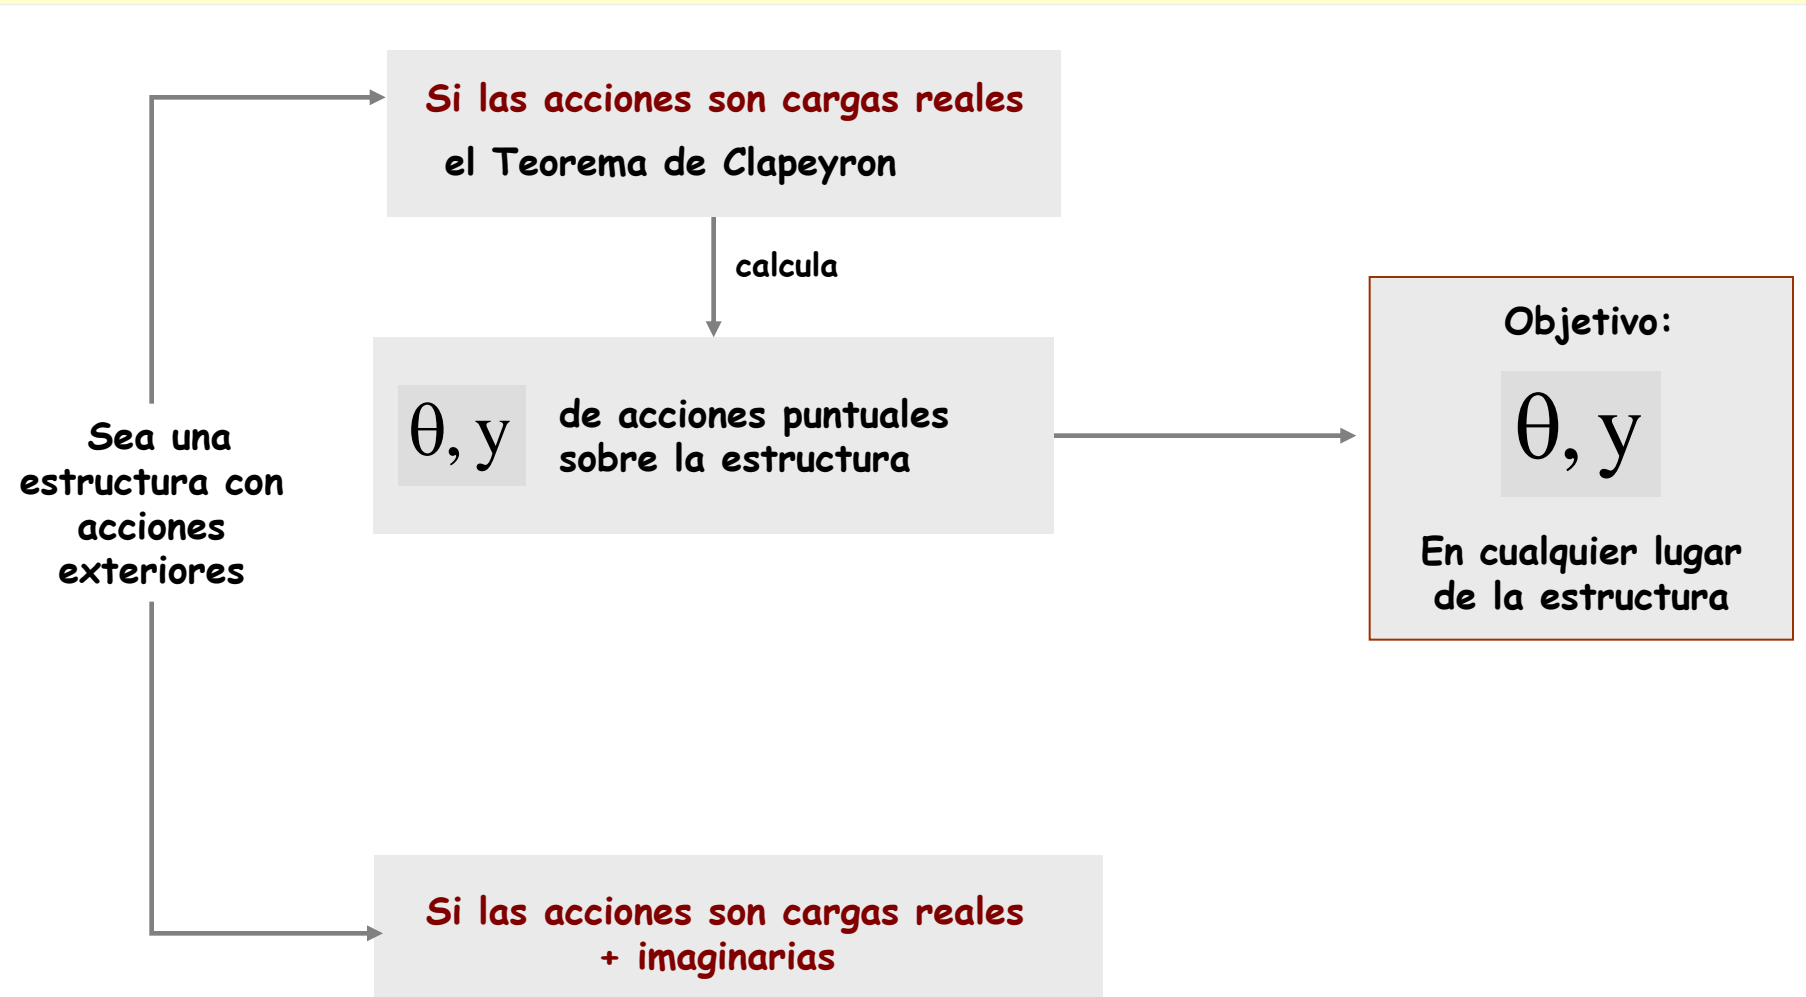 Si las acciones son cargas reales
el Teorema de Clapeyron
calcula
θ, y
de acciones puntuales
sobre la estructura
Objetivo:
θ, y
En cualquier lugar
de la estructura
Sea una
estructura con
acciones
exteriores
Si las acciones son cargas reales
+ imaginarias